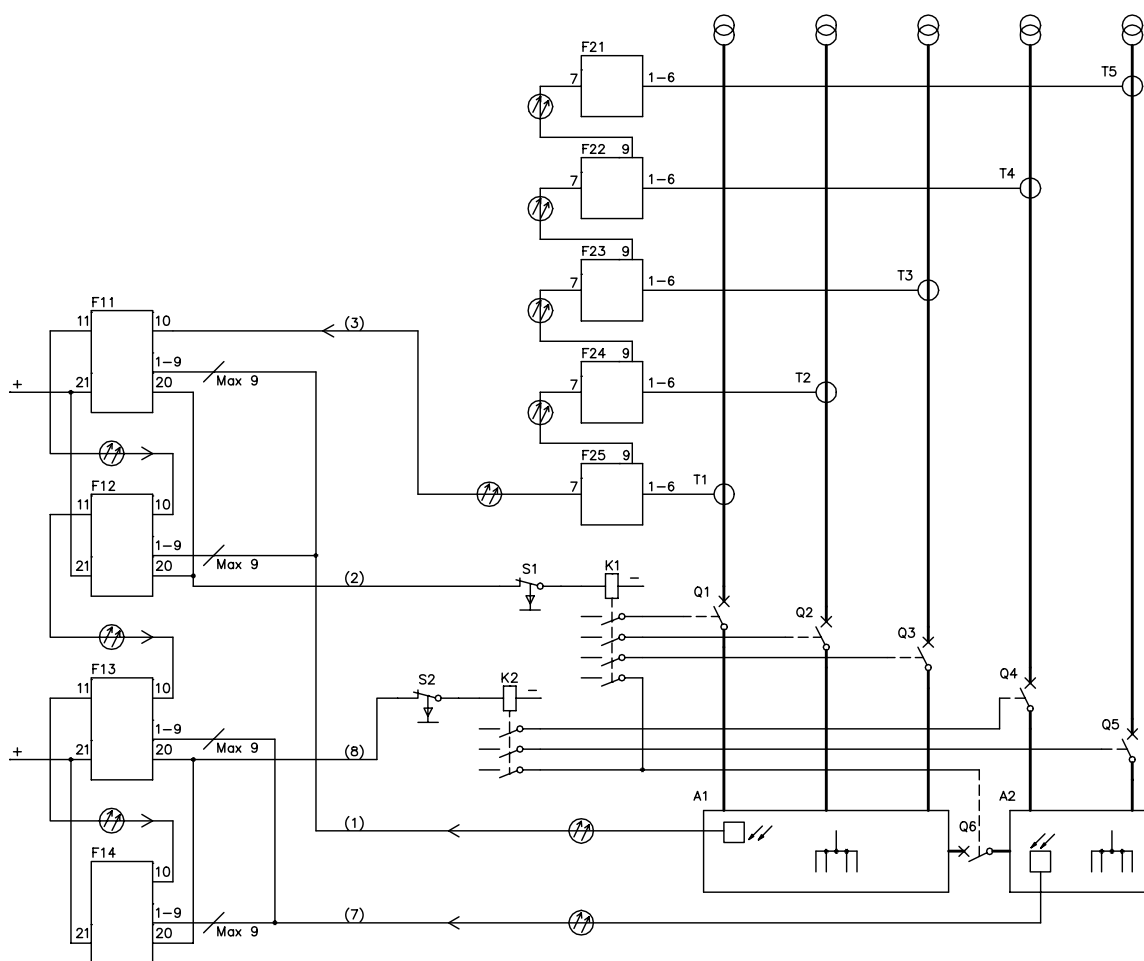 F21
7
1-6
T5
F22
9
7
1-6
T4
F23
9
7
1-6
T3
F11
11
10
(3)
1-9
Max 9
+
21
20
F24
9
7
1-6
T2
F25
9
7
1-6
T1
F12
11
10
1-9
Max 9
21
20
(2)
S1
K1
-
Q1
Q2
Q3
F13
11
10
1-9
Max 9
+
21
20
(8)
S2
K2
-
Q4
Q5
A1
Q6
A2
(1)
F14
10
1-9
Max 9
21
20
(7)